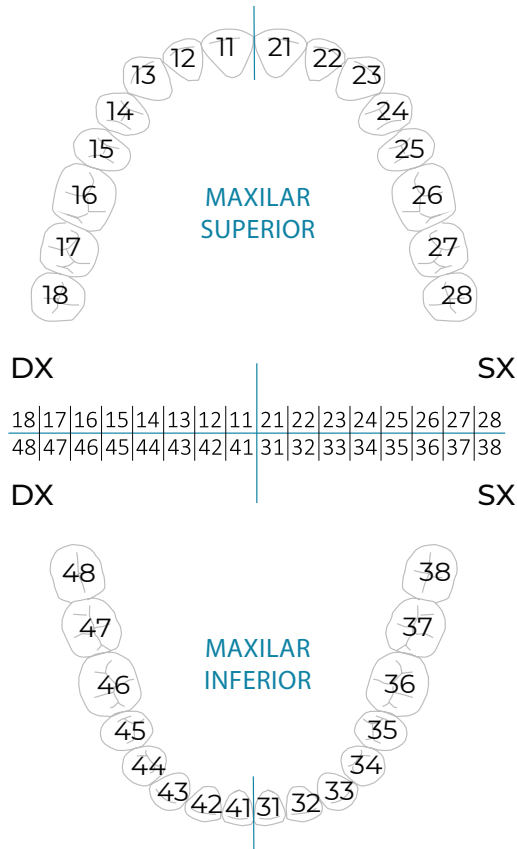 11 21
12 22
13 23
14 24
15 25
16 26
MAXILAR
SUPERIOR
17 27
18 28
DX SX
18 17 16 15 14 13 12 11 21 22 23 24 25 26 27 28
48 47 46 45 44 43 42 41 31 32 33 34 35 36 37 38
DX SX
48 38
47 37
MAXILAR
INFERIOR
46 36
45 35
44 34
43 33
42 41 31 32